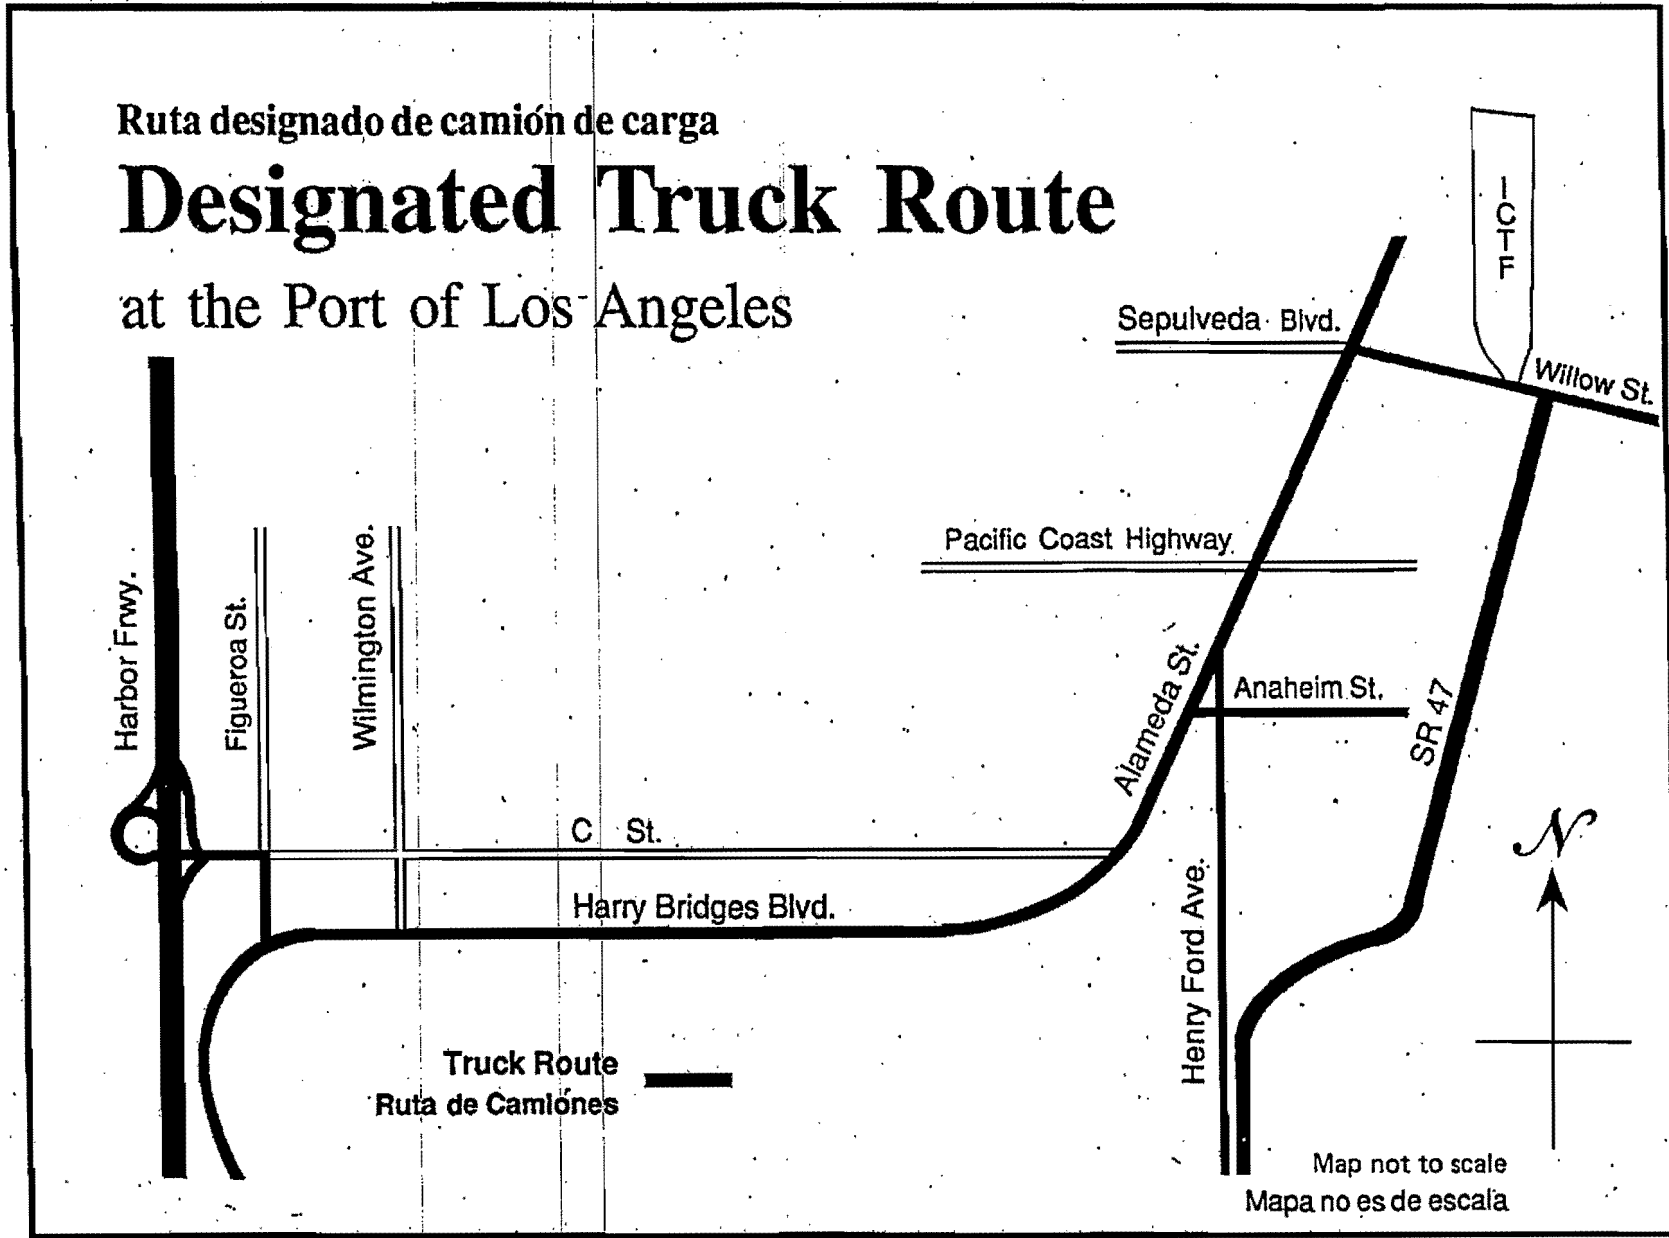 Ruta designado de camión de carga
Designated Truck Route
at the Port of Los Angeles
ICTF
Sepulveda Blvd.
Willow St.
Pacific Coast Highway
Harbor Frwy.
Figueroa St.
Wilmington Ave.
Alameda St.
Anaheim St.
SR 47
C St.
Harry Bridges Blvd.
Henry Ford Ave.
N
Truck Route
Ruta de Camiónes
Map not to scale
Mapa no es de escala